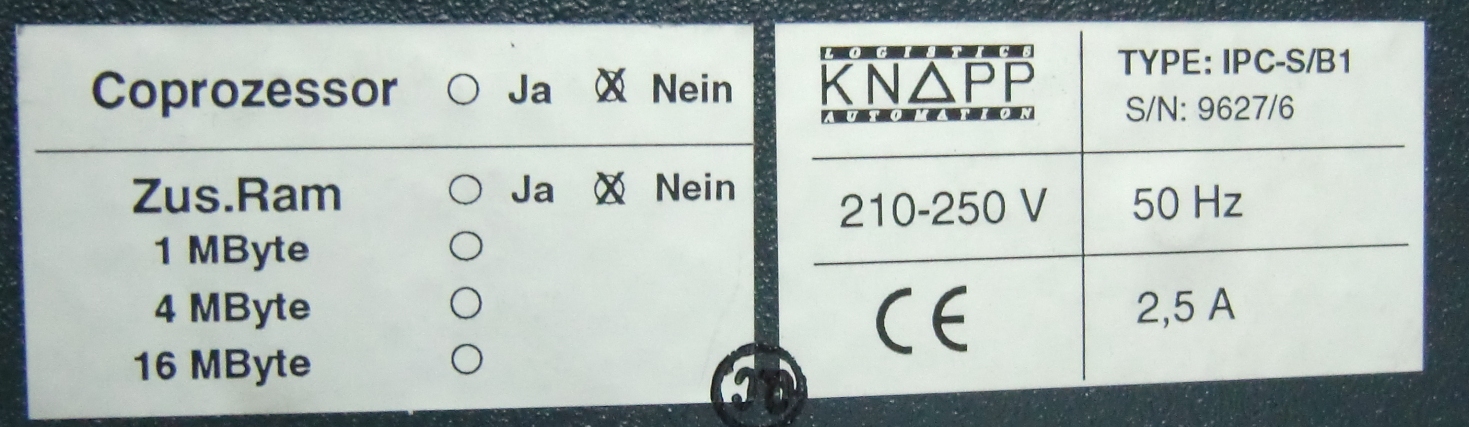 Coprozessor Ja X Nein
Zus.Ram Ja X Nein
1 MByte
4 MByte
16 MByte
LOGISTICS
KNAPP
AUTOMATION
TYPE: IPC-S/B1
S/N: 9627/6
210-250 V
50 Hz
CE
2,5 A